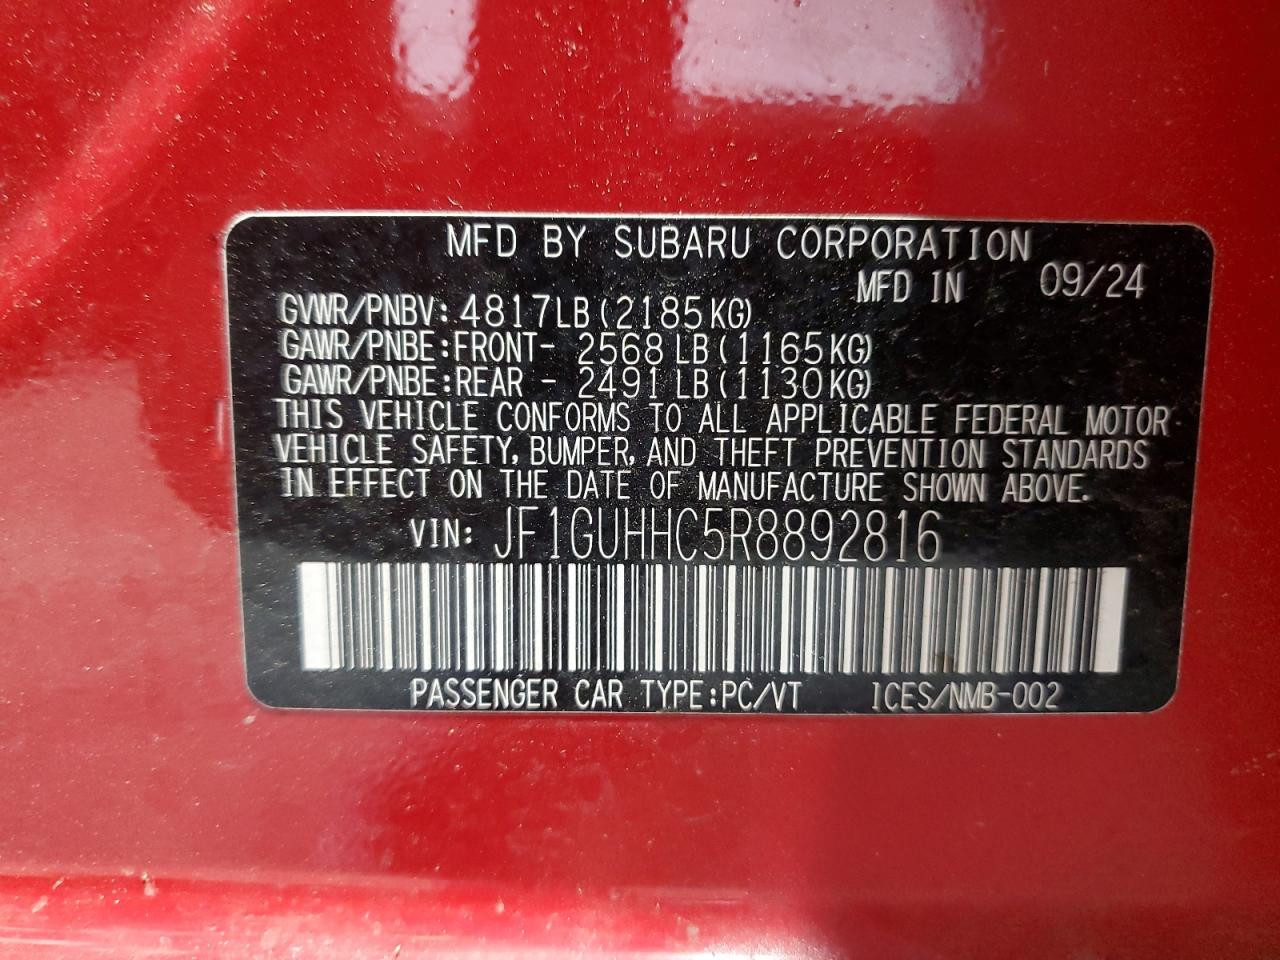 MFD BY SUBARU CORPORATION
MFD IN 09/24
GVWR/PNBV: 4817LB(2185KG)
GAWR/PNBE:FRONT- 2568LB(1165KG)
GAWR/PNBE:REAR - 2491LB(1130KG)
THIS VEHICLE CONFORMS TO ALL APPLICABLE FEDERAL MOTOR
VEHICLE SAFETY, BUMPER, AND THEFT PREVENTION STANDARDS
IN EFFECT ON THE DATE OF MANUFACTURE SHOWN ABOVE.
VIN: JF1GUHHC5R8892816
PASSENGER CAR TYPE:PC/VT ICES/NMB-002